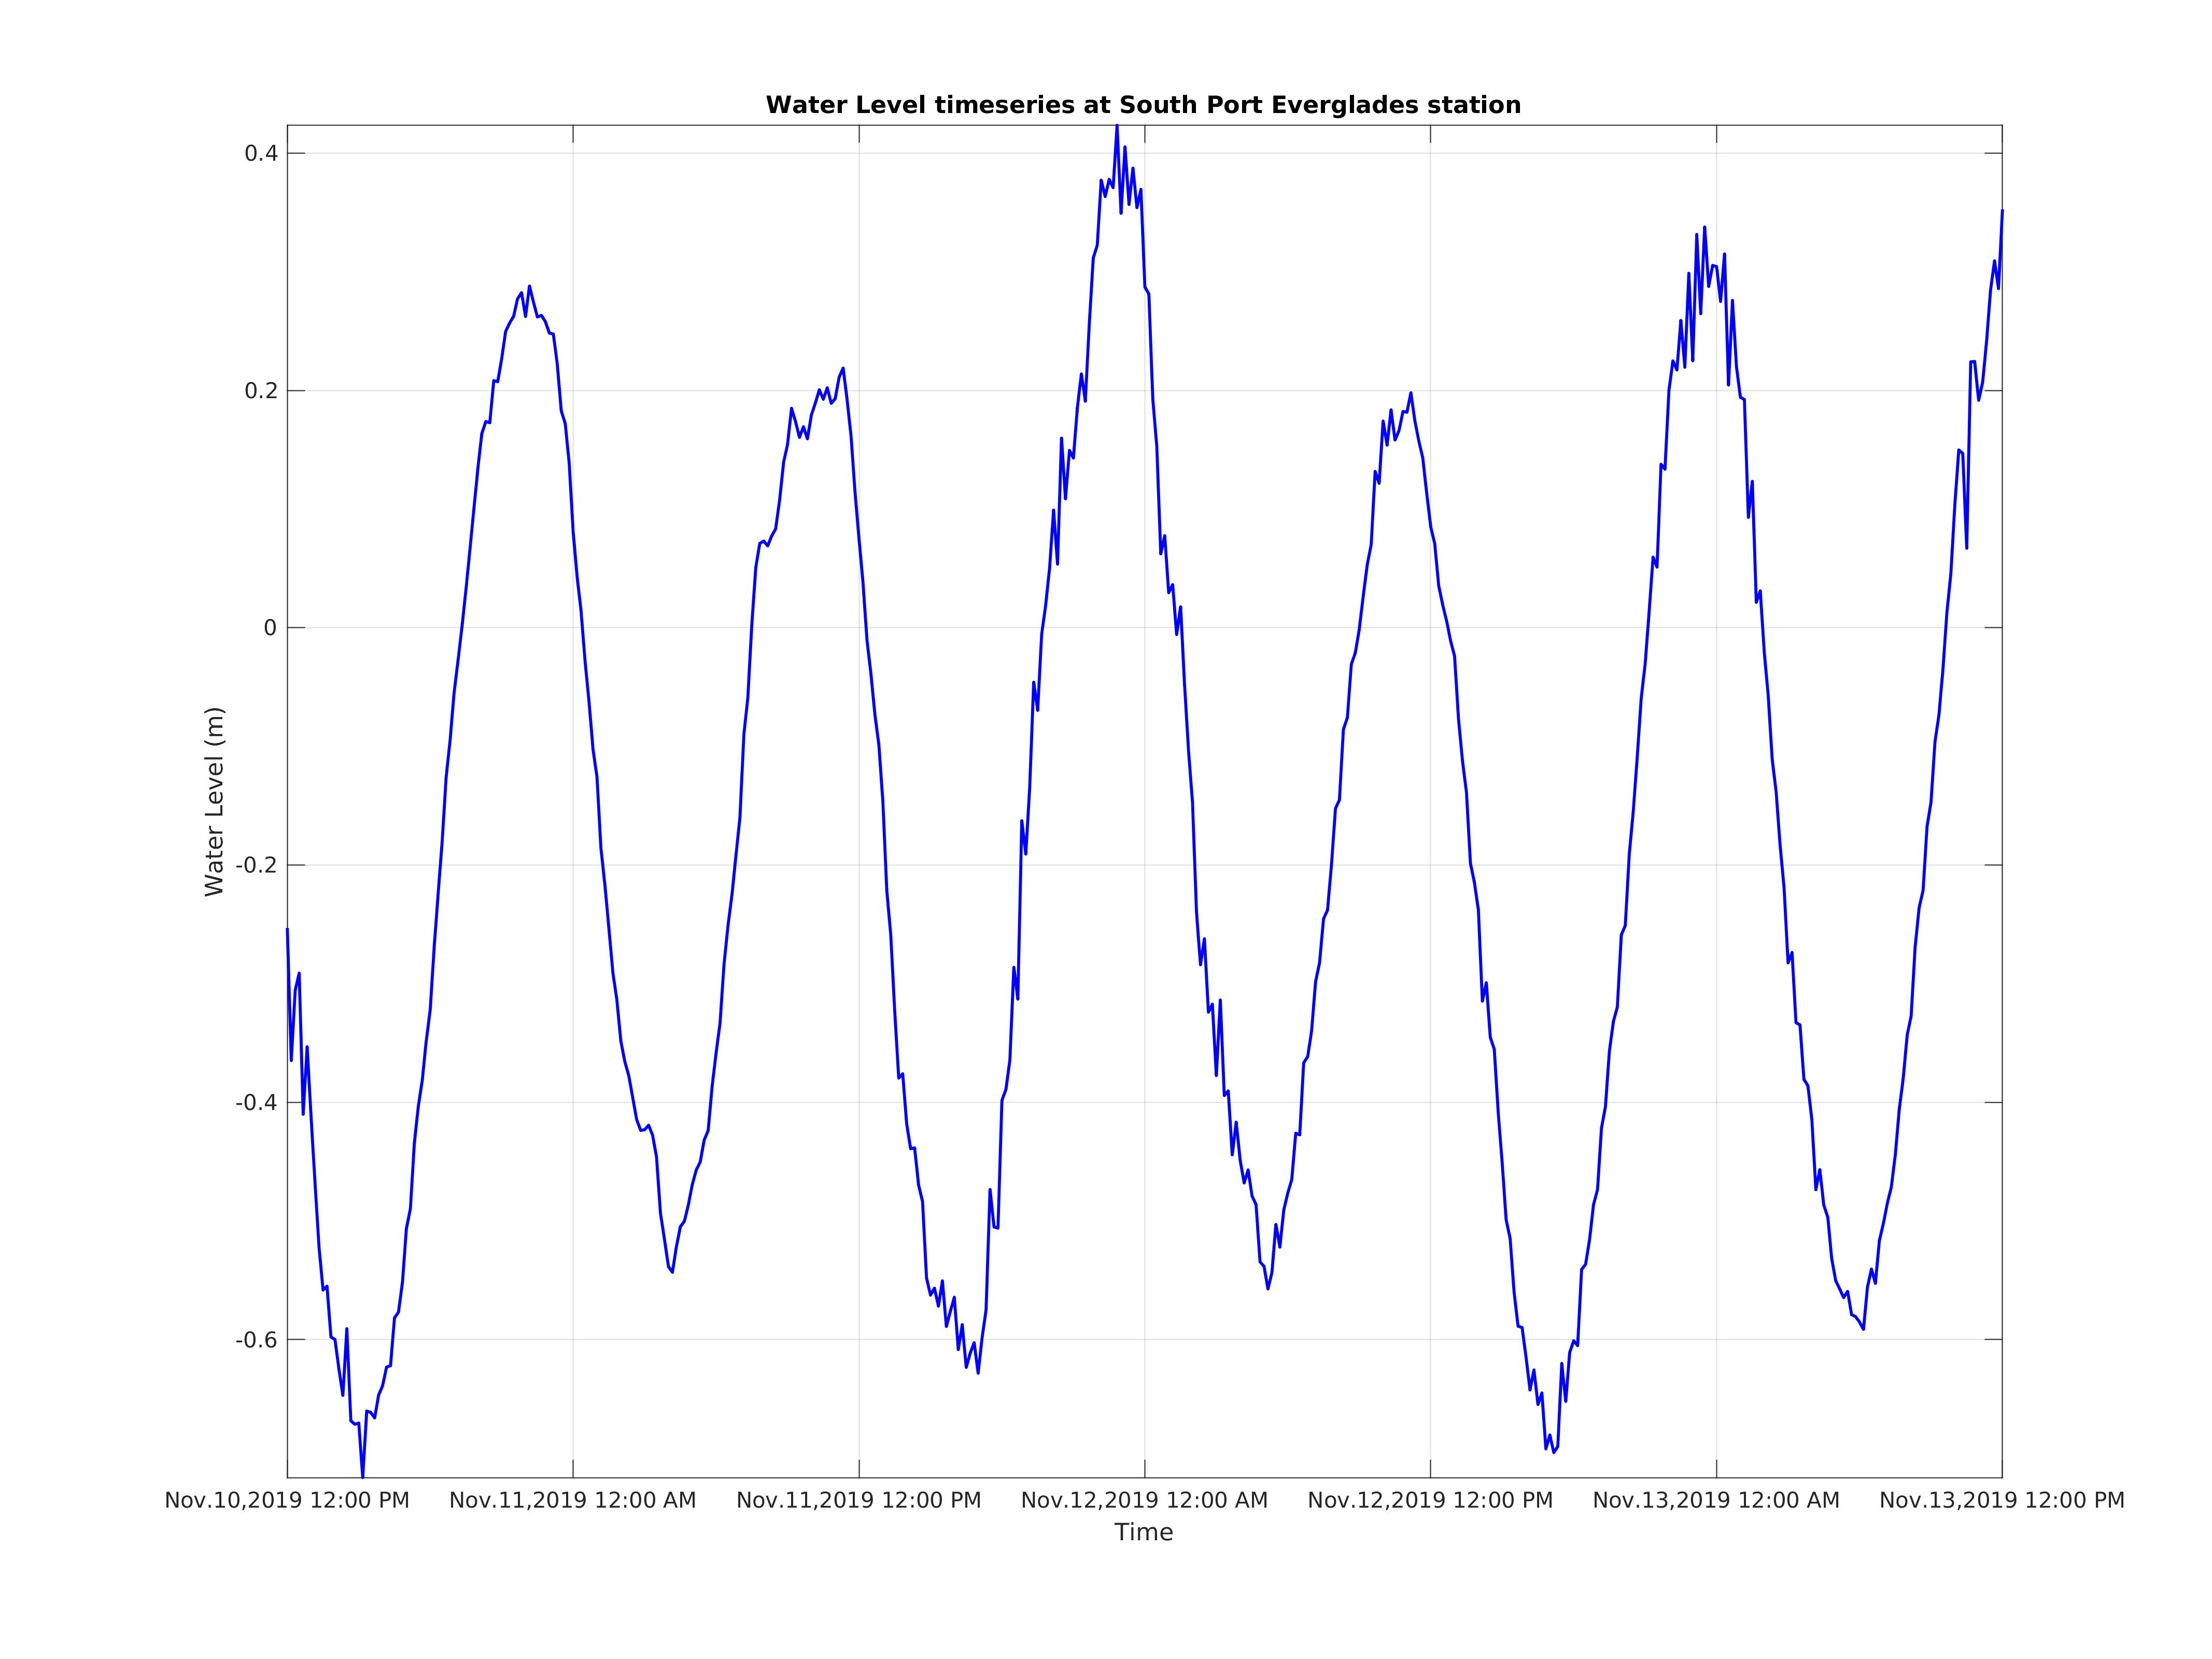 Water Level timeseries at South Port Everglades station
0.4
0.2
0
-0.2
-0.4
-0.6
Water Level (m)
Nov.10,2019 12:00 PM Nov.11,2019 12:00 AM Nov.11,2019 12:00 PM Nov.12,2019 12:00 AM Nov.12,2019 12:00 PM Nov.13,2019 12:00 AM Nov.13,2019 12:00 PM
Time